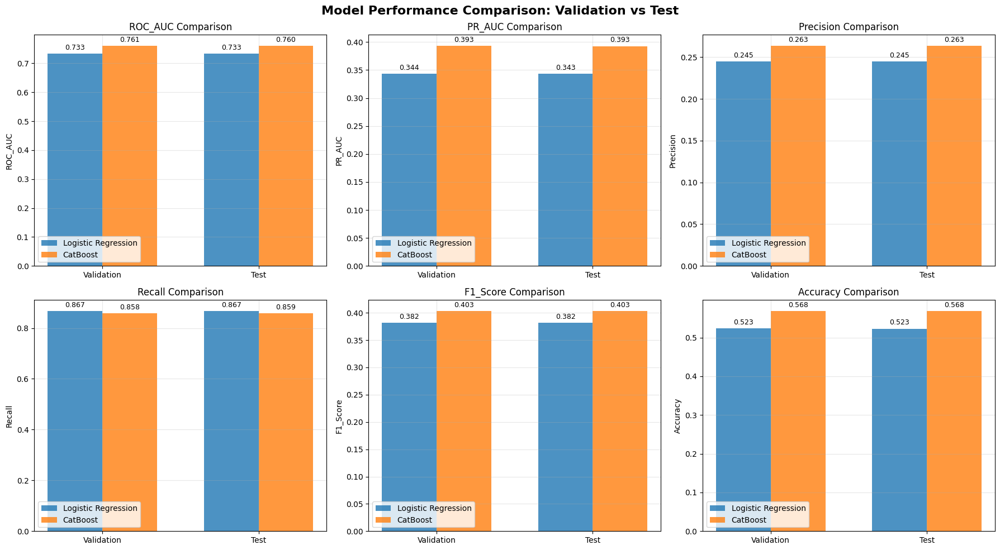 Model Performance Comparison: Validation vs Test
ROC_AUC Comparison
ROC_AUC
0.7
0.6
0.5
0.4
0.3
0.2
0.1
0.0
0.733
0.761
0.733
0.760
Logistic Regression
CatBoost
Validation
Test
PR_AUC Comparison
PR_AUC
0.40
0.35
0.30
0.25
0.20
0.15
0.10
0.05
0.00
0.344
0.393
0.343
0.393
Logistic Regression
CatBoost
Validation
Test
Precision Comparison
Precision
0.25
0.20
0.15
0.10
0.05
0.00
0.245
0.263
0.245
0.263
Logistic Regression
CatBoost
Validation
Test
Recall Comparison
Recall
0.8
0.6
0.4
0.2
0.0
0.867
0.858
0.867
0.859
Logistic Regression
CatBoost
Validation
Test
F1_Score Comparison
F1_Score
0.40
0.35
0.30
0.25
0.20
0.15
0.10
0.05
0.00
0.382
0.403
0.382
0.403
Logistic Regression
CatBoost
Validation
Test
Accuracy Comparison
Accuracy
0.5
0.4
0.3
0.2
0.1
0.0
0.523
0.568
0.523
0.568
Logistic Regression
CatBoost
Validation
Test